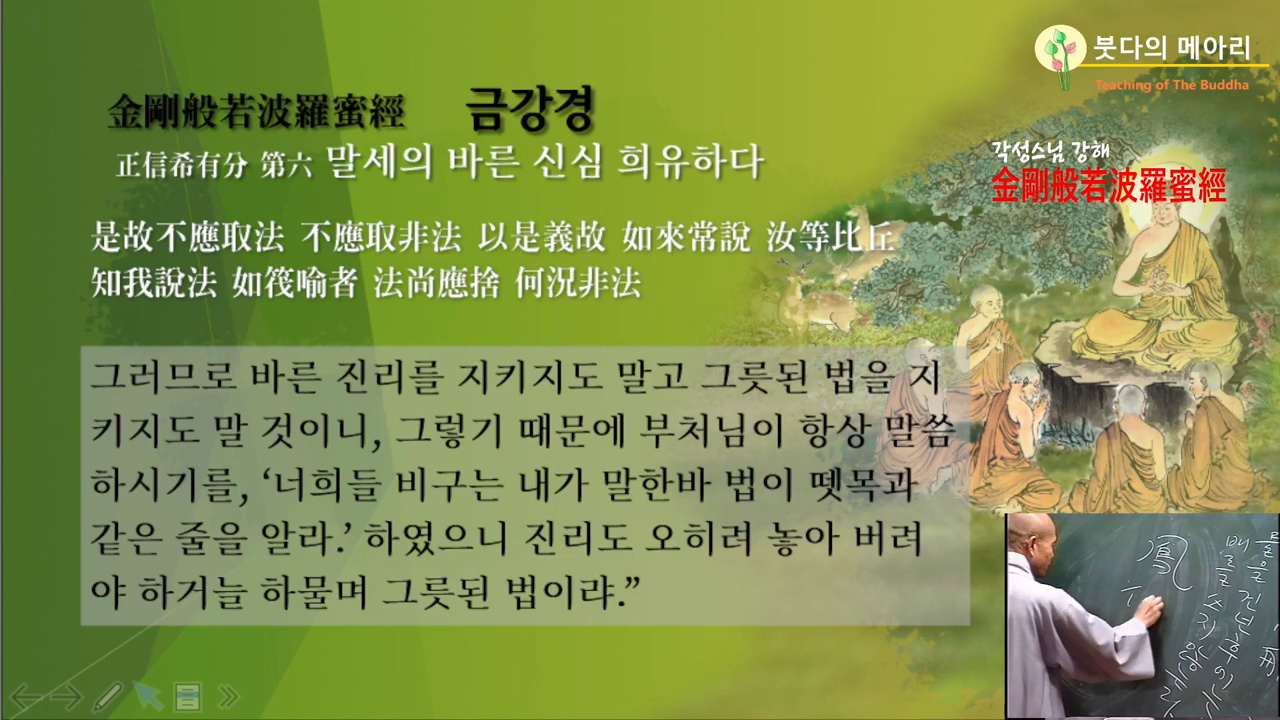 붓다의 메아리
Teaching of The Buddha
金剛般若波羅蜜經 금강경
正信希有分 第六 말세의 바른 신심 희유하다
각성스님 강해
金剛般若波羅蜜經
是故不應取法 不應取非法 以是義故 如來常說 汝等比丘
知我說法 如筏喻者 法尚應捨 何況非法
그러므로 바른 진리를 지키지도 말고 그릇된 법을 지
키지도 말 것이니, 그렇기 때문에 부처님이 항상 말씀
하시기를, ‘너희들 비구는 내가 말한바 법이 뗏목과
같은 줄을 알라.’ 하였으니 진리도 오히려 놓아 버려
야 하거늘 하물며 그릇된 법이랴.”
鳳